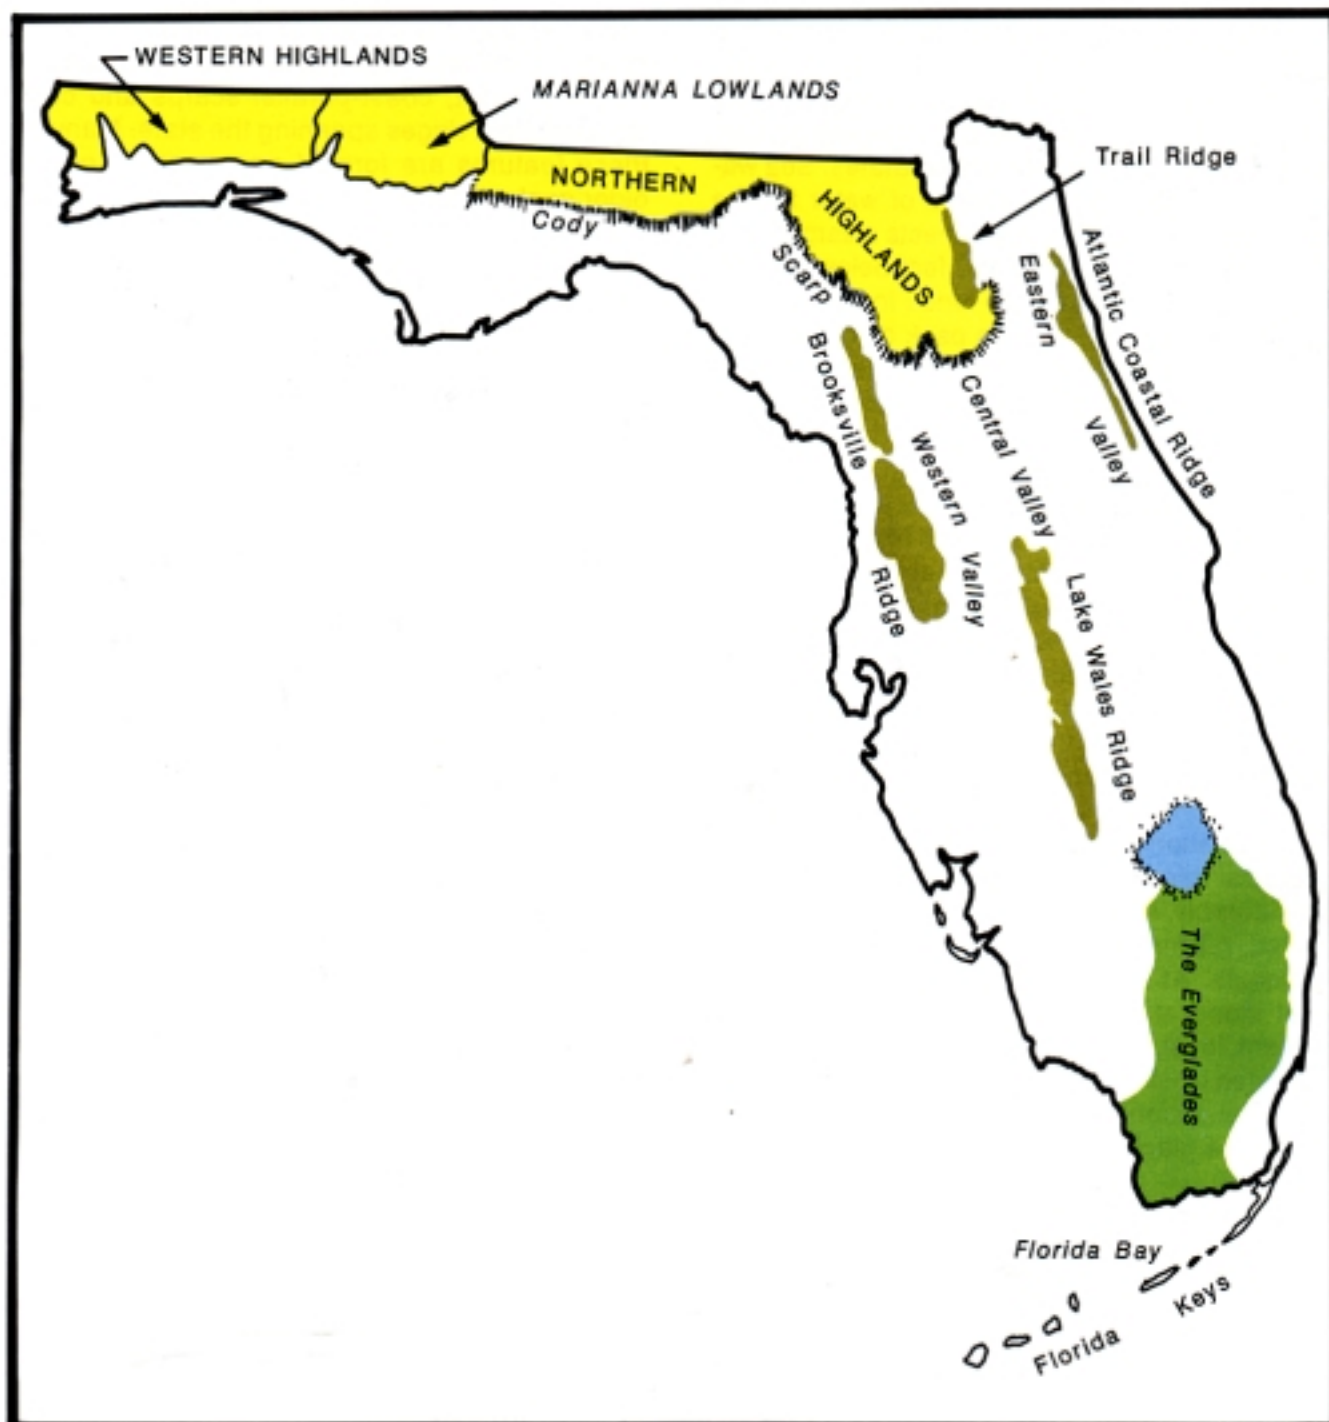 WESTERN HIGHLANDS
MARIANNA LOWLANDS
Trail Ridge
NORTHERN
HIGHLANDS
Cody
Scarp
Eastern
Valley
Atlantic Coastal Ridge
Brooksville
Ridge
Western Valley
Central Valley
Lake Wales Ridge
The Everglades
Florida Bay
Florida Keys